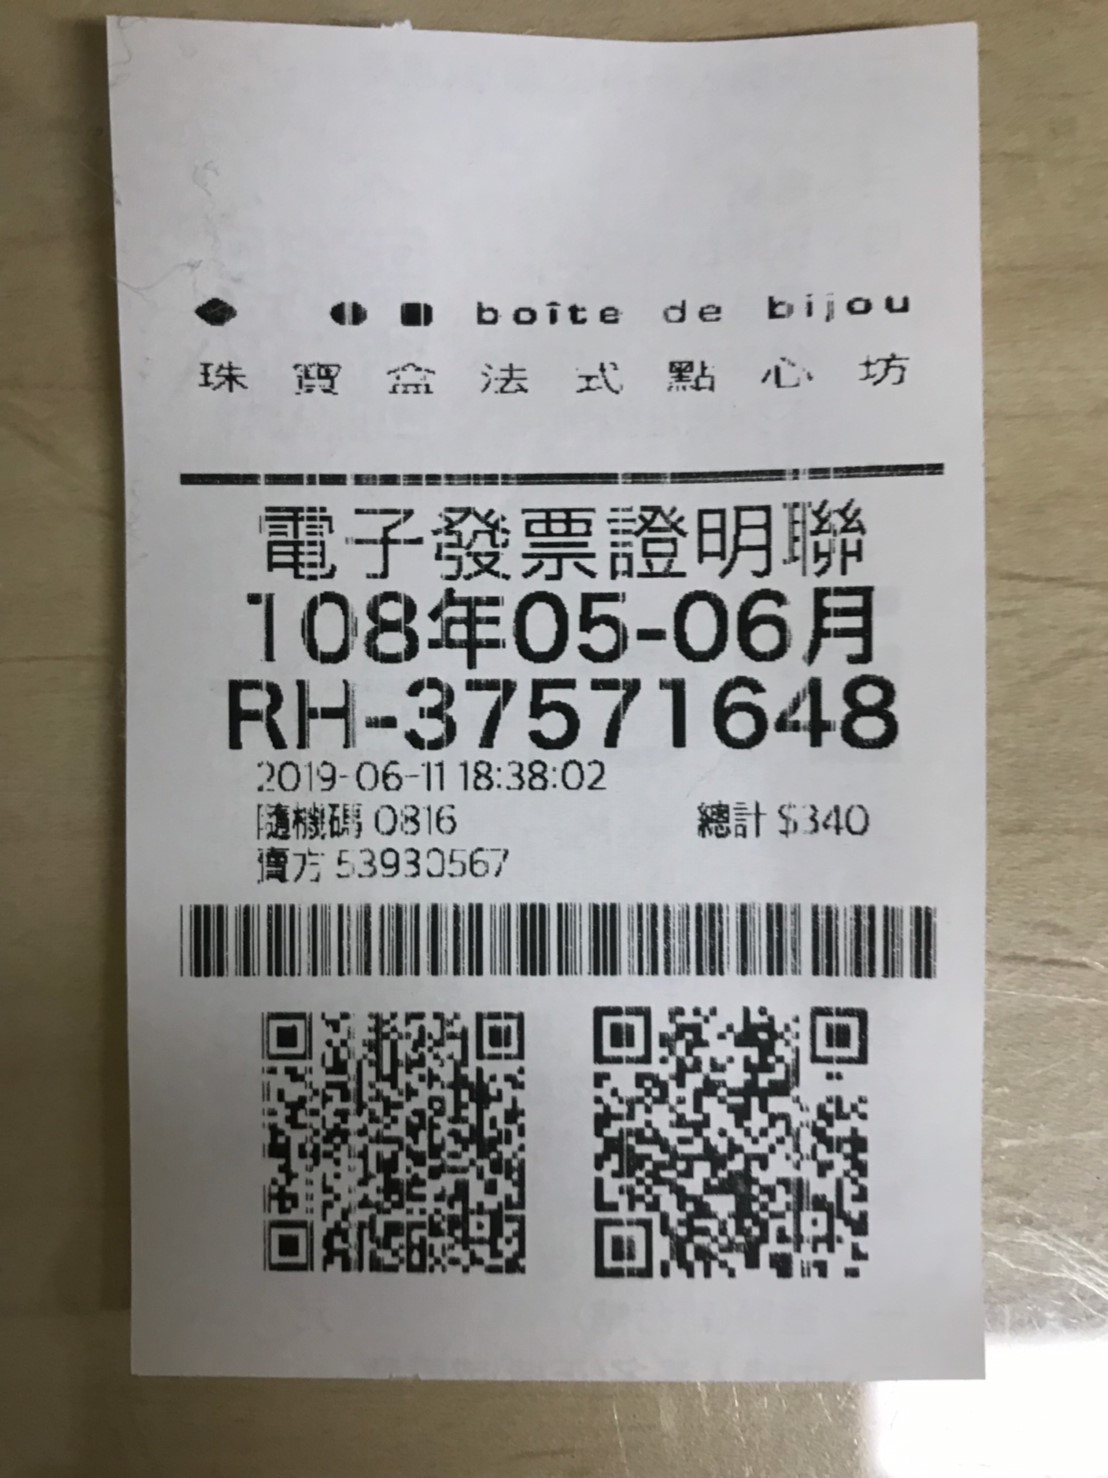 boîte de bijou
珠寶盒法式點心坊
電子發票證明聯
108年05-06月
RH-37571648
2019-06-11 18:38:02
隨機碼 0816 總計 $340
賣方 53930567